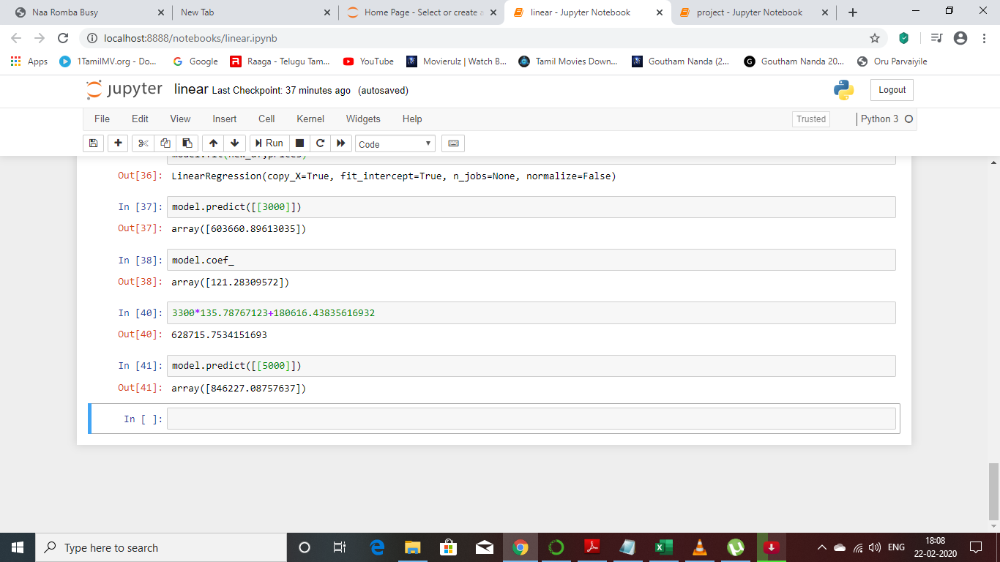 Naa Romba Busy
New Tab
Home Page - Select or create a
linear - Jupyter Notebook
project - Jupyter Notebook
localhost:8888/notebooks/linear.ipynb
Apps
1TamilMV.org - Do...
Google
Raaga - Telugu Tam...
YouTube
Movierulz | Watch B...
Tamil Movies Down...
Goutham Nanda (2...
Goutham Nanda 20...
Oru Parvaiyile
jupyter linear Last Checkpoint: 37 minutes ago (autosaved)
Logout
File Edit View Insert Cell Kernel Widgets Help
Trusted
Python 3
Run
Code
model.fit(new_df,prices)
Out[36]: LinearRegression(copy_X=True, fit_intercept=True, n_jobs=None, normalize=False)
In [37]: model.predict([[3000]])
Out[37]: array([603660.89613035])
In [38]: model.coef_
Out[38]: array([121.28309572])
In [40]: 3300*135.78767123+180616.43835616932
Out[40]: 628715.7534151693
In [41]: model.predict([[5000]])
Out[41]: array([846227.08757637])
In [ ]:
Type here to search
ENG
18:08
22-02-2020